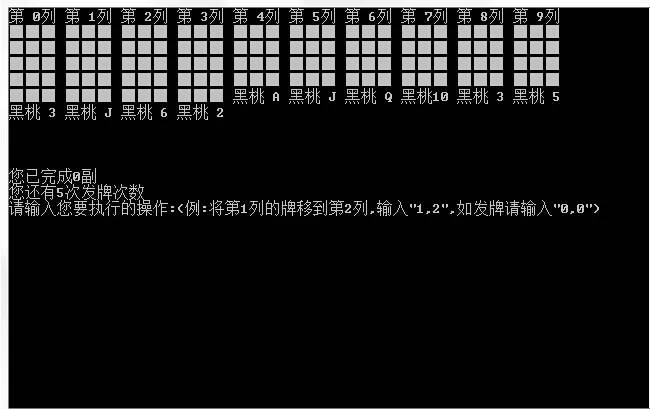 第 0列 第 1列 第 2列 第 3列 第 4列 第 5列 第 6列 第 7列 第 8列 第 9列
黑桃 A 黑桃 J 黑桃 Q 黑桃10 黑桃 3 黑桃 5
黑桃 3 黑桃 J 黑桃 6 黑桃 2
您已完成0副
您还有5次发牌次数
请输入您要执行的操作:(例:将第1列的牌移到第2列,输入"1,2",如发牌请输入"0,0")